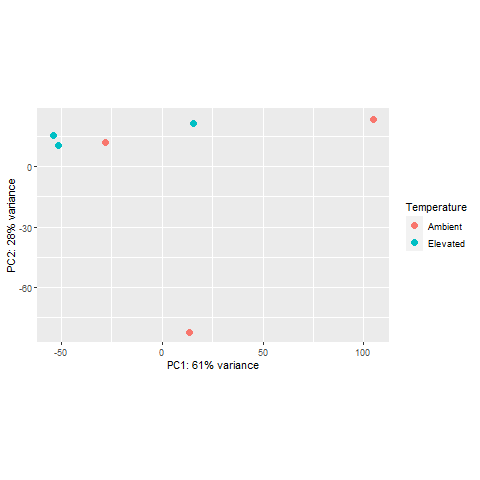 0
-30
-60
-50
0
50
100
PC1: 61% variance
PC2: 28% variance
Temperature
Ambient
Elevated